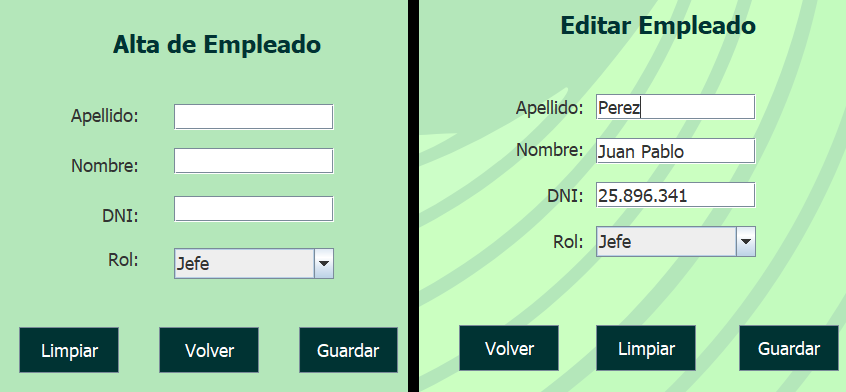 Alta de Empleado
Apellido:
Nombre:
DNI:
Rol: Jefe
Limpiar Volver Guardar
Editar Empleado
Apellido: Perez
Nombre: Juan Pablo
DNI: 25.896.341
Rol: Jefe
Volver Limpiar Guardar